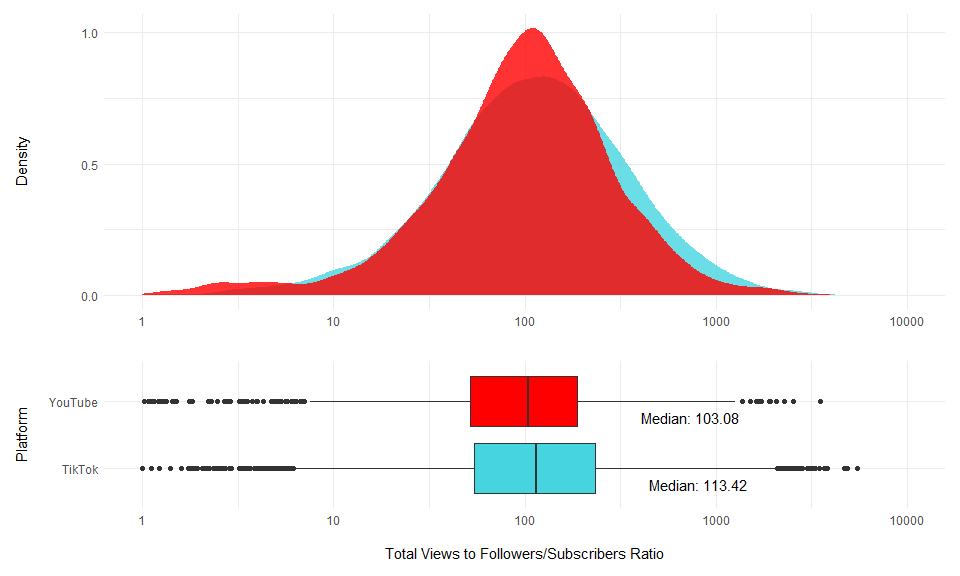 1.0
0.5
0.0
Density
1 10 100 1000 10000
YouTube
Median: 103.08
Platform
TikTok
Median: 113.42
1 10 100 1000 10000
Total Views to Followers/Subscribers Ratio